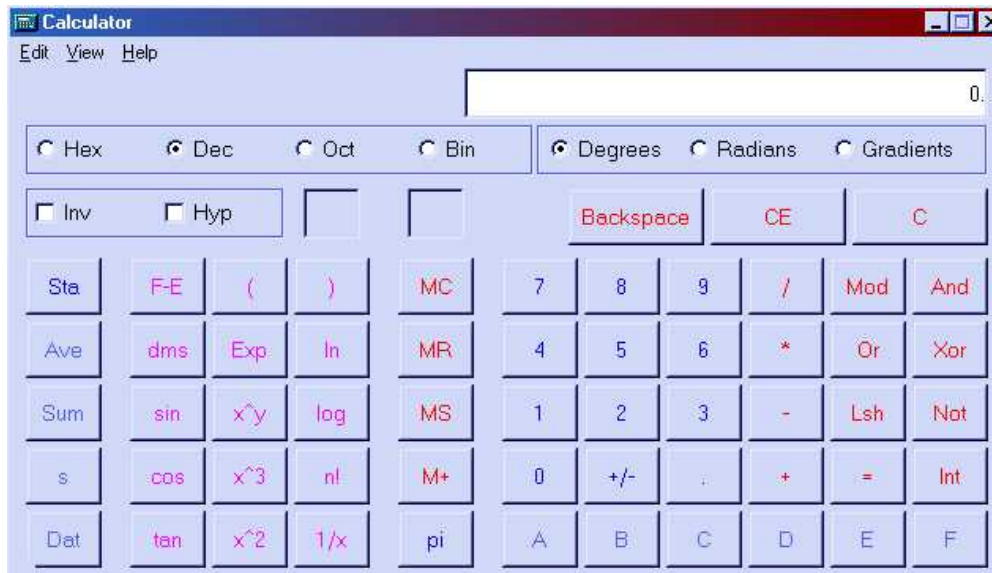 Calculator
Edit View Help
0.
Hex Dec Oct Bin Degrees Radians Gradients
Inv Hyp Backspace CE C
Sta F-E ( ) MC 7 8 9 / Mod And
Ave dms Exp ln MR 4 5 6 * Or Xor
Sum sin x^y log MS 1 2 3 - Lsh Not
s cos x^3 n! M+ 0 +/- . + = Int
Dat tan x^2 1/x pi A B C D E F